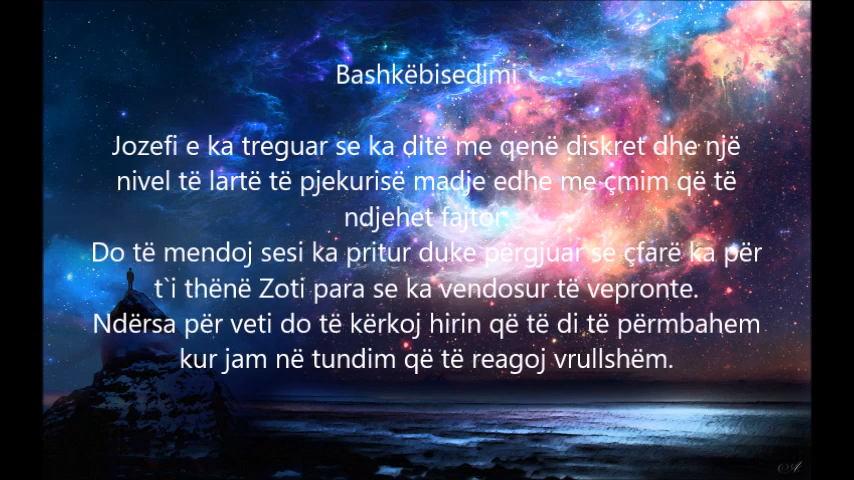 Bashkëbisedimi
Jozefi e ka treguar se ka ditë me qenë diskret dhe një
nivel të lartë të pjekurisë madje edhe me çmim që të
ndjehet fajtor.
Do të mendoj sesi ka pritur duke përgjuar se çfarë ka për
t`i thënë Zoti para se ka vendosur të vepronte.
Ndërsa për veti do të kërkoj hirin që të di të përmbahem
kur jam në tundim që të reagoj vrullshëm.